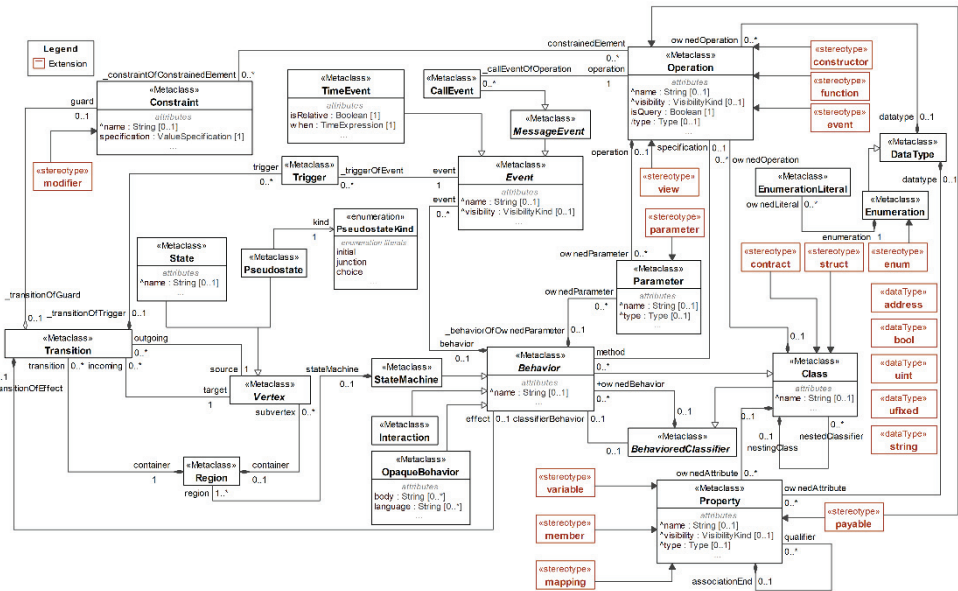 Legend
Extension
_constraintOfConstrainedElement 0..*
constrainedElement
0..*
ownedOperation 0..*
«Metaclass»
Constraint
attributes
^name : String [0..1]
specification : ValueSpecification [1]
...
guard
0..1
«stereotype»
modifier
«Metaclass»
TimeEvent
attributes
isRelative : Boolean [1]
when : TimeExpression [1]
...
«Metaclass»
CallEvent
_callEventOfOperation
0..*
operation
1
«Metaclass»
MessageEvent
«Metaclass»
Operation
attributes
^name : String [0..1]
^visibility : VisibilityKind [0..1]
isQuery : Boolean [1]
/type : Type [0..1]
...
«stereotype»
constructor
«stereotype»
function
«stereotype»
event
datatype 0..1
«Metaclass»
DataType
datatype
0..1
trigger
0..*
«Metaclass»
Trigger
_triggerOfEvent
0..*
event
1
«Metaclass»
Event
attributes
^name : String [0..1]
^visibility : VisibilityKind [0..1]
...
event
0..*
operation 0..1
specification 0..1
0..*
ownedOperation
«stereotype»
view
«Metaclass»
EnumerationLiteral
ownedLiteral 0..*
«Metaclass»
Enumeration
enumeration 1
«stereotype»
parameter
«stereotype»
contract
«stereotype»
struct
«stereotype»
enum
kind
1
«enumeration»
PseudostateKind
enumeration literals
initial
junction
choice
...
«Metaclass»
State
attributes
^name : String [0..1]
...
«Metaclass»
Pseudostate
ownedParameter 0..*
«Metaclass»
Parameter
attributes
^name : String [0..1]
^type : Type [0..1]
...
ownedParameter
0..*
«dataType»
address
«dataType»
bool
«dataType»
uint
«dataType»
ufixed
«dataType»
string
_transitionOfGuard
0..1
_transitionOfTrigger
0..1
«Metaclass»
Transition
outgoing
0..*
transition 0..*
incoming 0..*
source 1
target
1
«Metaclass»
Vertex
subvertex 0..*
stateMachine
0..1
«Metaclass»
StateMachine
_behaviorOfOwnedParameter 0..1
behavior
0..1
«Metaclass»
Behavior
attributes
^name : String [0..1]
...
method
0..*
+ownedBehavior
0..*
effect 0..1
classifierBehavior
0..1
0..1
0..1
«Metaclass»
BehavioredClassifier
«Metaclass»
Class
attributes
^name : String [0..1]
...
0..1
0..1
0..1
nestingClass
0..*
nestedClassifier
«Metaclass»
Interaction
«Metaclass»
OpaqueBehavior
attributes
body : String [0..*]
language : String [0..*]
...
container
1
«Metaclass»
Region
container
0..1
region 1..*
ownedAttribute 0..*
«Metaclass»
Property
attributes
^name : String [0..1]
^visibility : VisibilityKind [0..1]
^type : Type [0..1]
...
ownedAttribute
0..*
«stereotype»
variable
«stereotype»
member
«stereotype»
mapping
«stereotype»
payable
qualifier
0..*
associationEnd 0..1